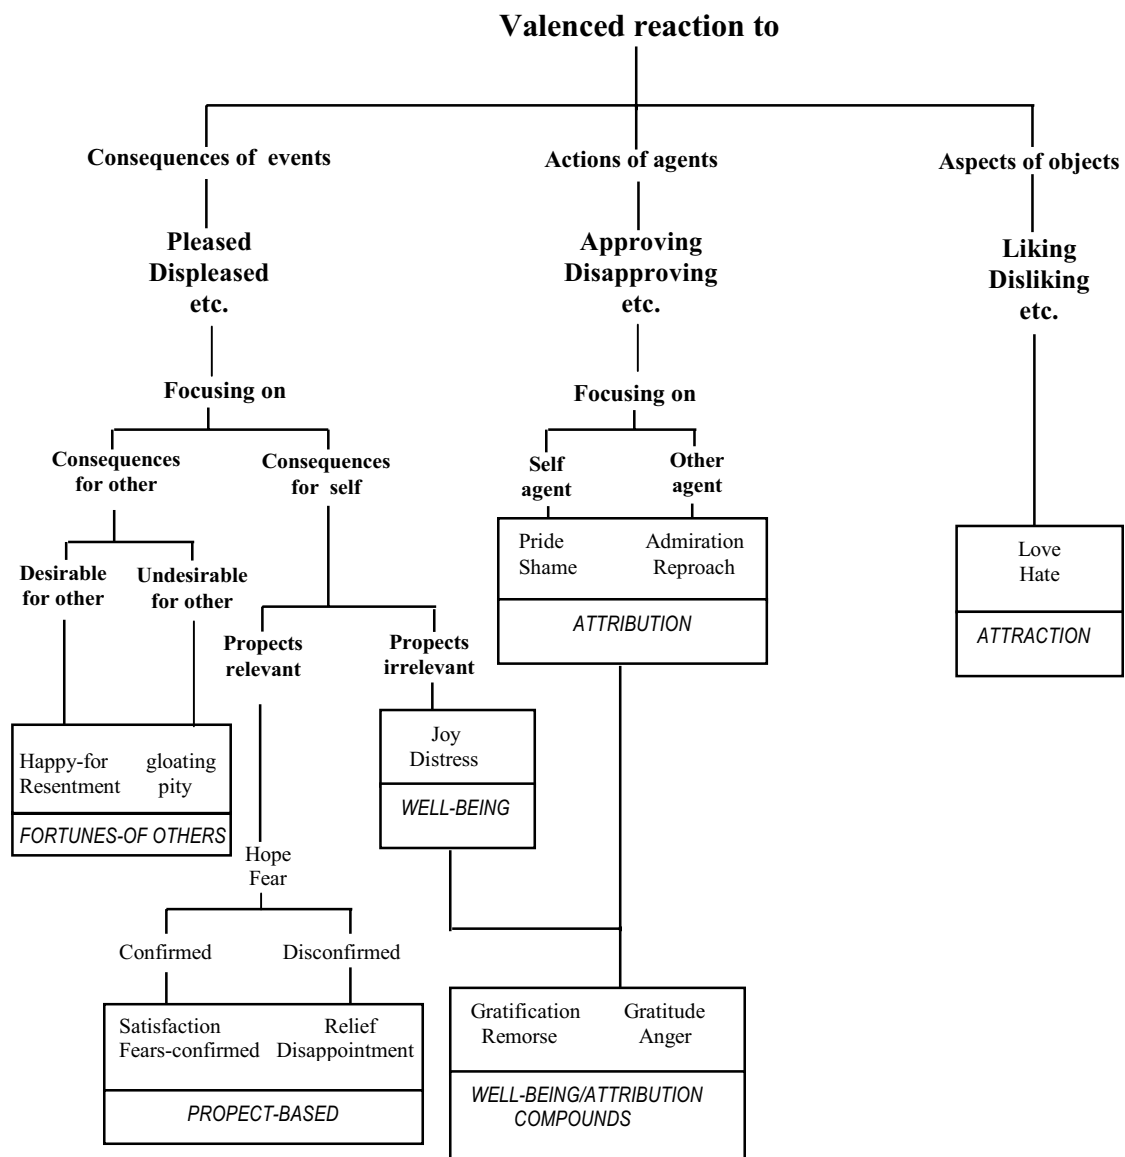 Valenced reaction to
Consequences of events
Actions of agents
Aspects of objects
Pleased
Displeased
etc.
Approving
Disapproving
etc.
Liking
Disliking
etc.
Focusing on
Focusing on
Consequences
for other
Consequences
for self
Self
agent
Other
agent
Pride
Shame
Admiration
Reproach
ATTRIBUTION
Love
Hate
ATTRACTION
Desirable
for other
Undesirable
for other
Propects
relevant
Propects
irrelevant
Happy-for
Resentment
gloating
pity
FORTUNES-OF OTHERS
Joy
Distress
WELL-BEING
Hope
Fear
Confirmed
Disconfirmed
Satisfaction
Fears-confirmed
Relief
Disappointment
PROPECT-BASED
Gratification
Remorse
Gratitude
Anger
WELL-BEING/ATTRIBUTION
COMPOUNDS